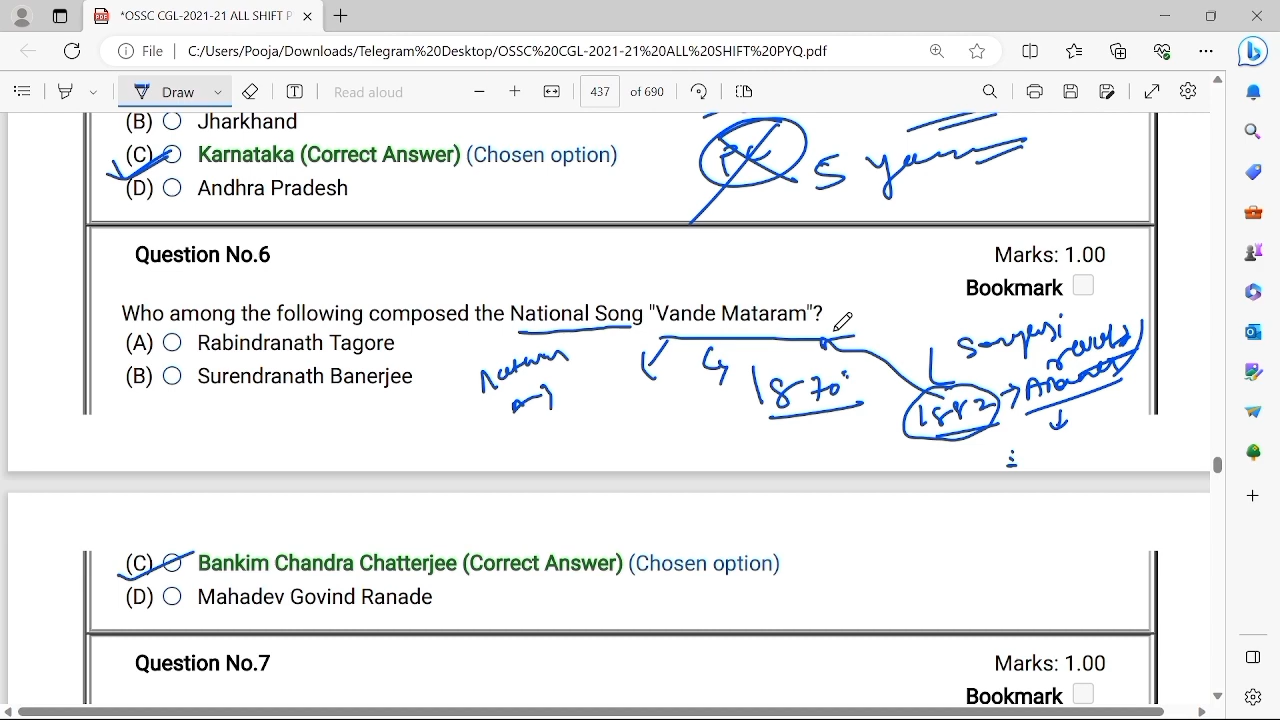 *OSSC CGL-2021-21 ALL SHIFT P
File C:/Users/Pooja/Downloads/Telegram%20Desktop/OSSC%20CGL-2021-21%20ALL%20SHIFT%20PYQ.pdf
Draw Read aloud 437 of 690
(B) Jharkhand
(C) Karnataka (Correct Answer) (Chosen option)
5 years
(D) Andhra Pradesh
Question No.6 Marks: 1.00
Bookmark
Who among the following composed the National Song "Vande Mataram"?
(A) Rabindranath Tagore
(B) Surendranath Banerjee
1870
1882
(C) Bankim Chandra Chatterjee (Correct Answer) (Chosen option)
(D) Mahadev Govind Ranade
Question No.7 Marks: 1.00
Bookmark